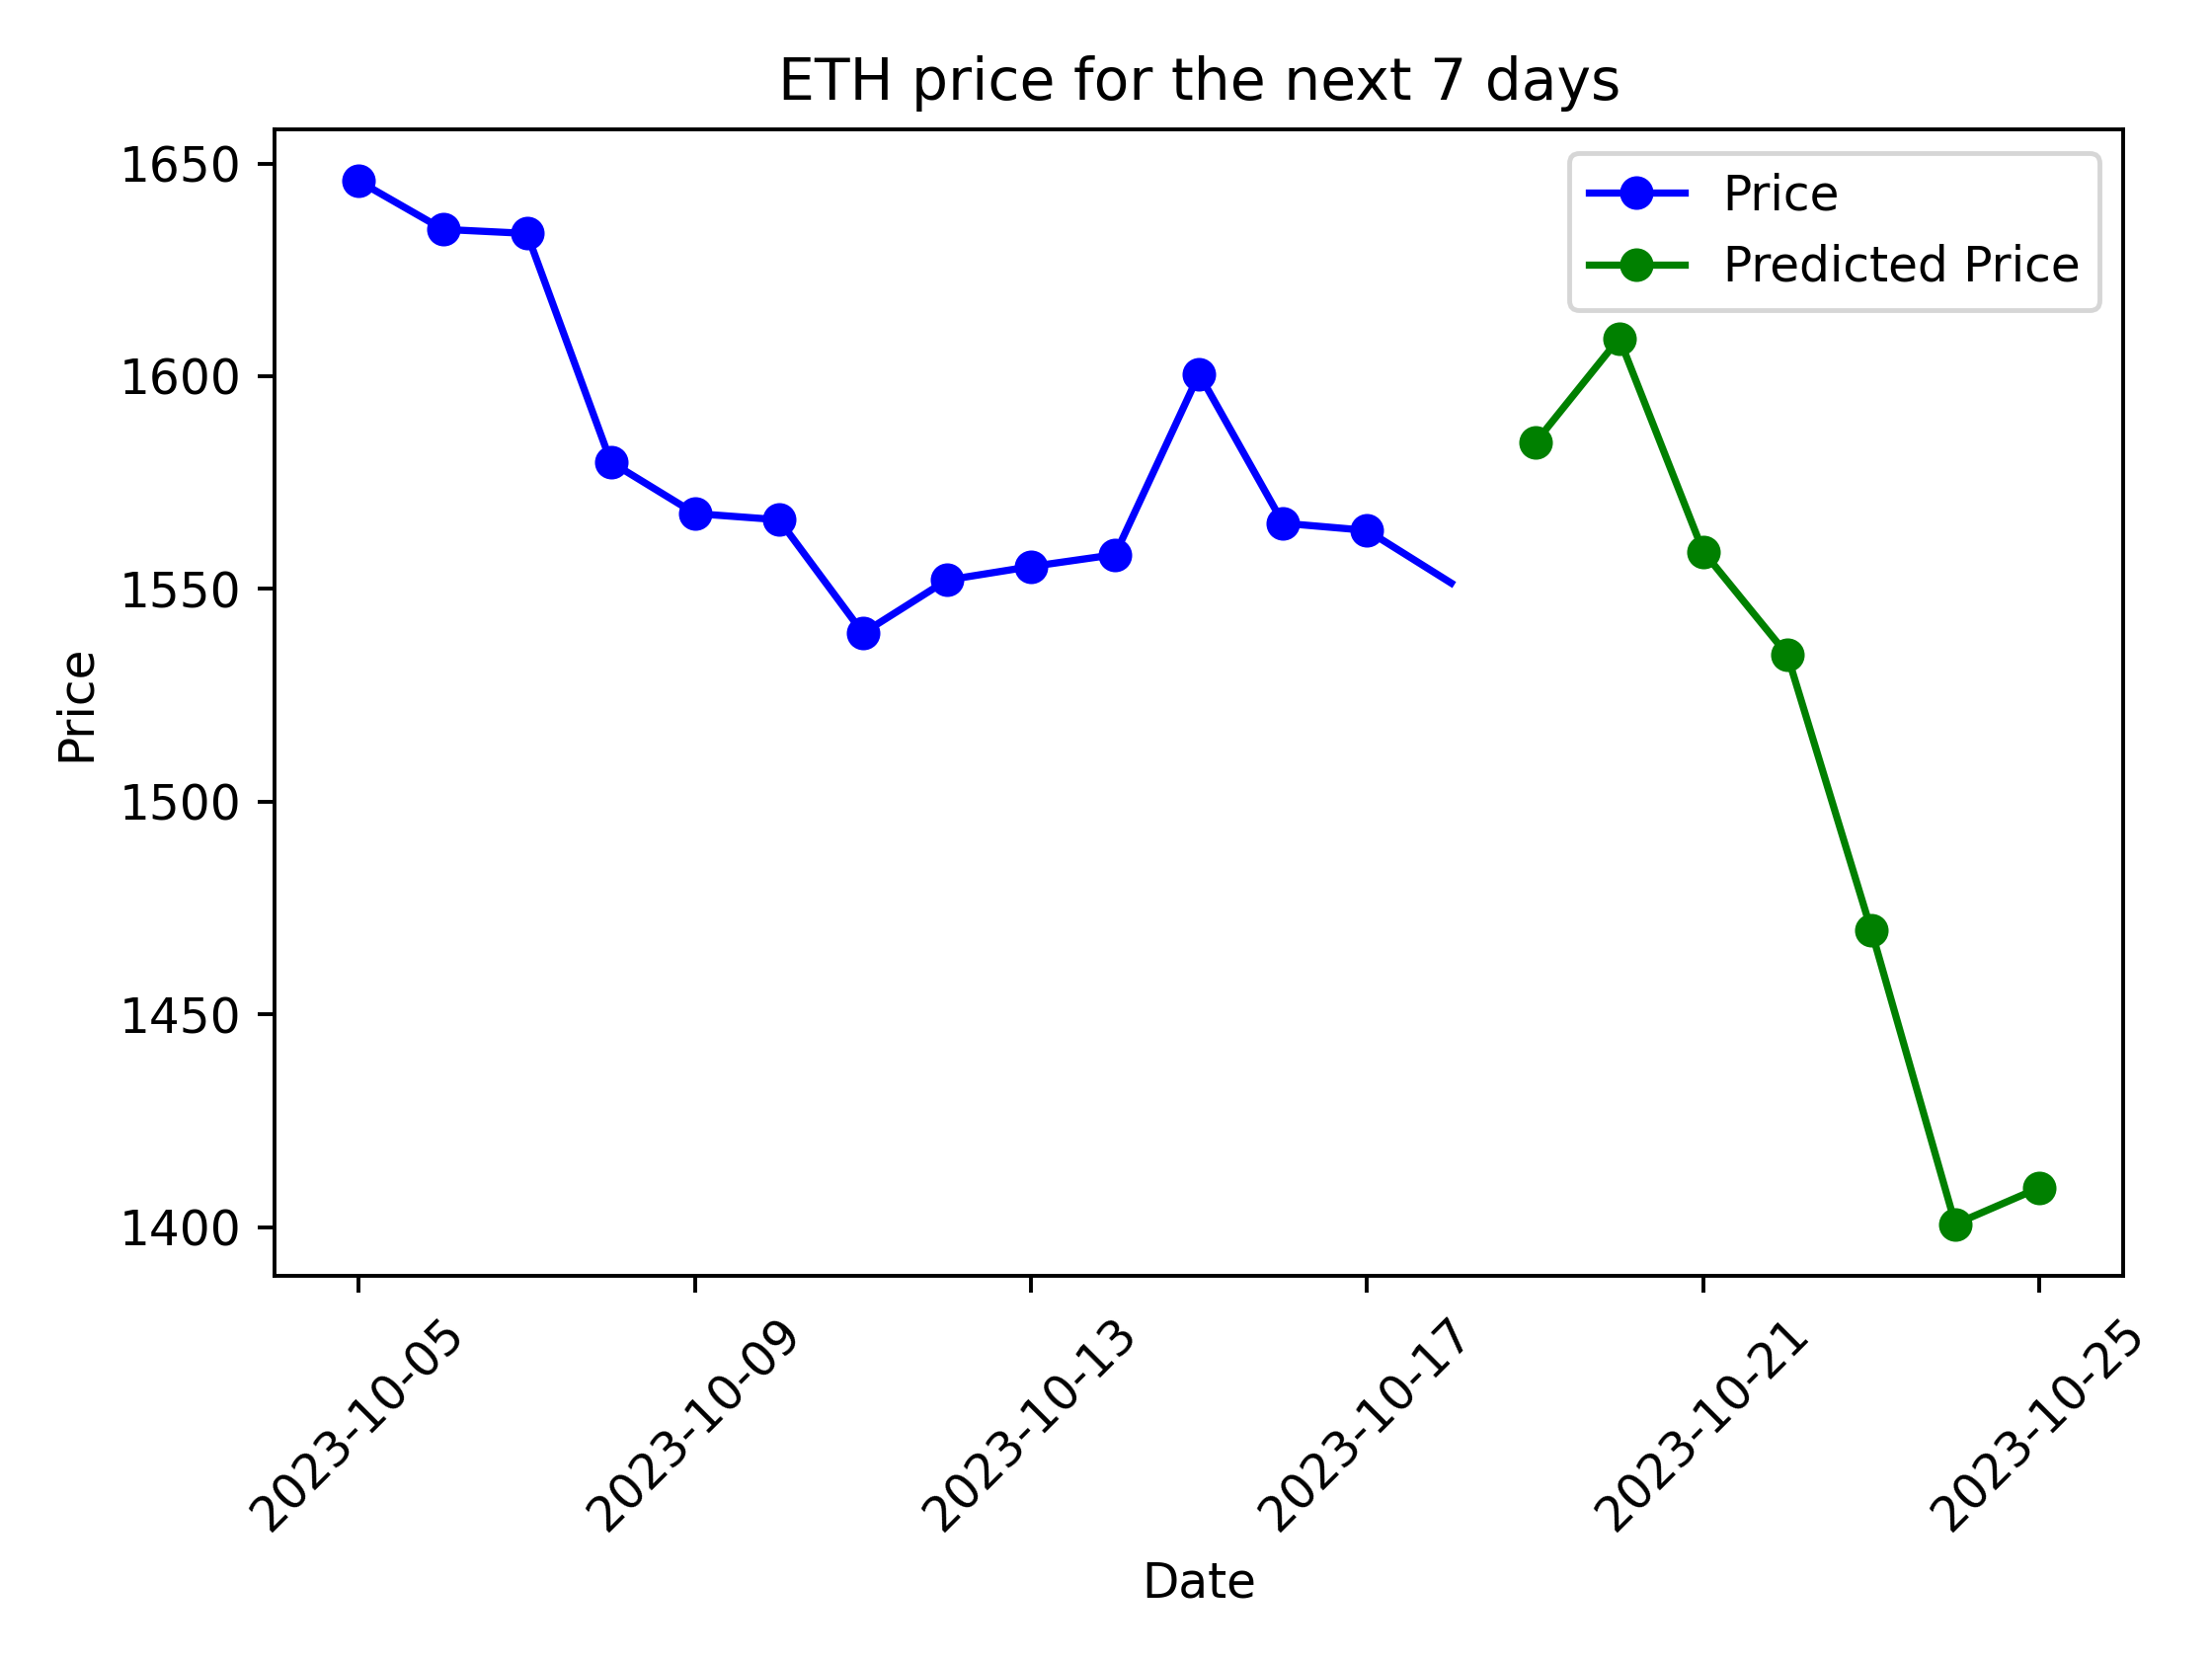 ETH price for the next 7 days
Price
Predicted Price
1650
1600
1550
1500
1450
1400
Price
2023-10-05
2023-10-09
2023-10-13
2023-10-17
2023-10-21
2023-10-25
Date